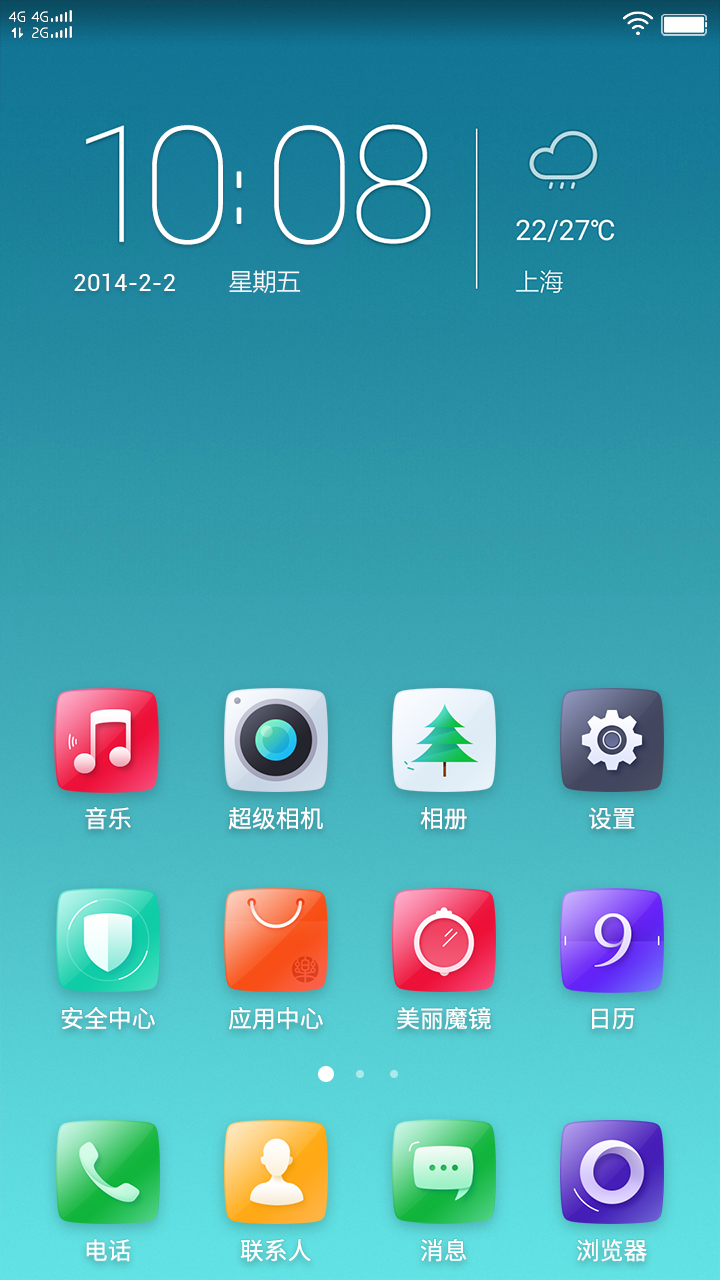 4G 4G
2G
10:08
2014-2-2 星期五
22/27℃
上海
音乐 超级相机 相册 设置
9
安全中心 应用中心 美丽魔镜 日历
电话 联系人 消息 浏览器